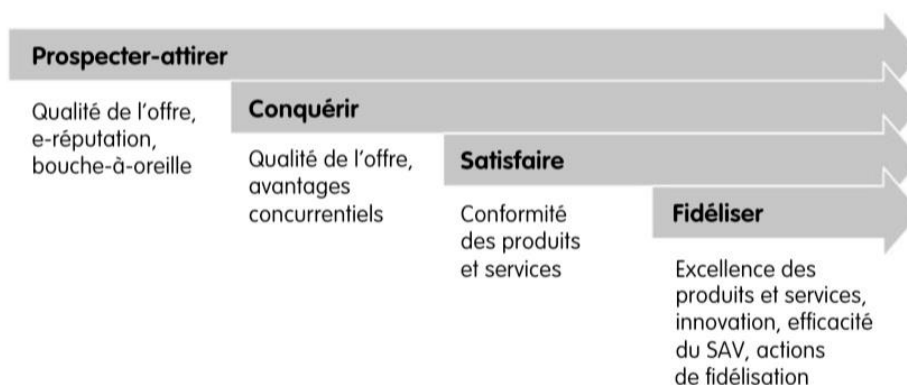 Prospecter-attirer
Qualité de l'offre,
e-réputation,
bouche-à-oreille
Conquérir
Qualité de l'offre,
avantages
concurrentiels
Satisfaire
Conformité
des produits
et services
Fidéliser
Excellence des
produits et services,
innovation, efficacité
du SAV, actions
de fidélisation